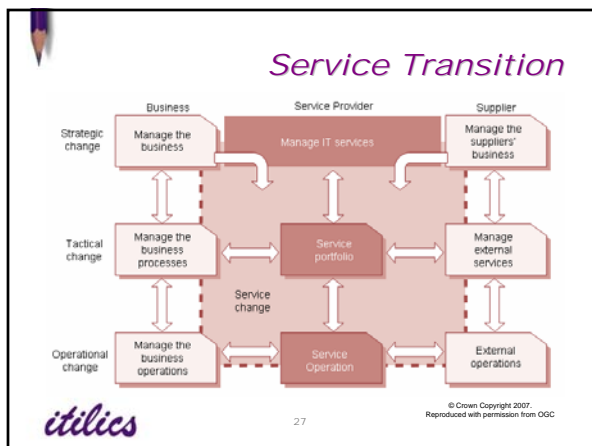 Service Transition
Business
Service Provider
Supplier
Strategic
change
Manage the
business
Manage IT services
Manage the
suppliers'
business
Tactical
change
Manage the
business
processes
Service
portfolio
Manage
external
services
Service
change
Operational
change
Manage the
business
operations
Service
Operation
External
operations
itilics
27
© Crown Copyright 2007.
Reproduced with permission from OGC